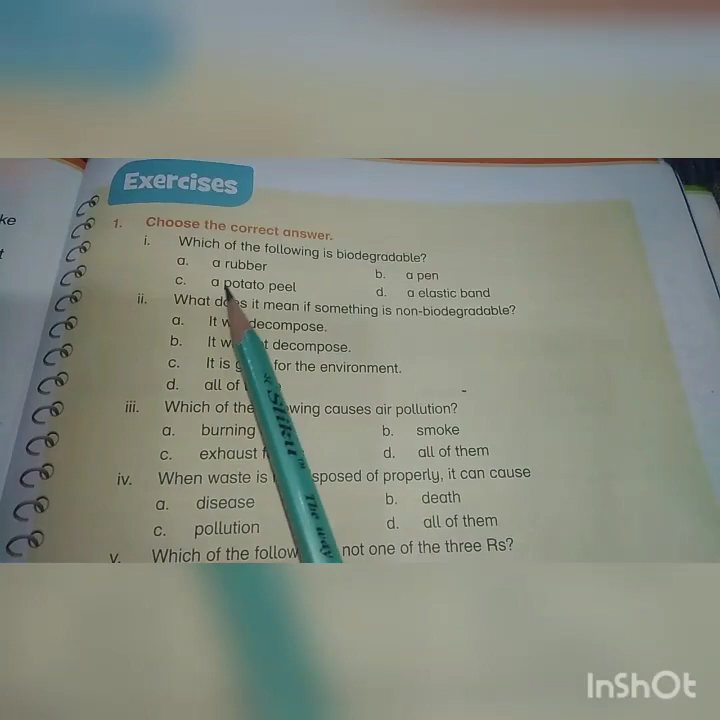 ke
t
Exercises
1. Choose the correct answer.
i. Which of the following is biodegradable?
a. a rubber b. a pen
c. a potato peel d. a elastic band
ii. What does it mean if something is non-biodegradable?
a. It decompose.
b. It decompose.
c. It is for the environment.
d. all of
iii. Which of the causes air pollution?
a. burning b. smoke
c. exhaust d. all of them
iv. When waste is of properly, it can cause
a. disease b. death
c. pollution d. all of them
v. Which of the not one of the three Rs?
The way
InShOt